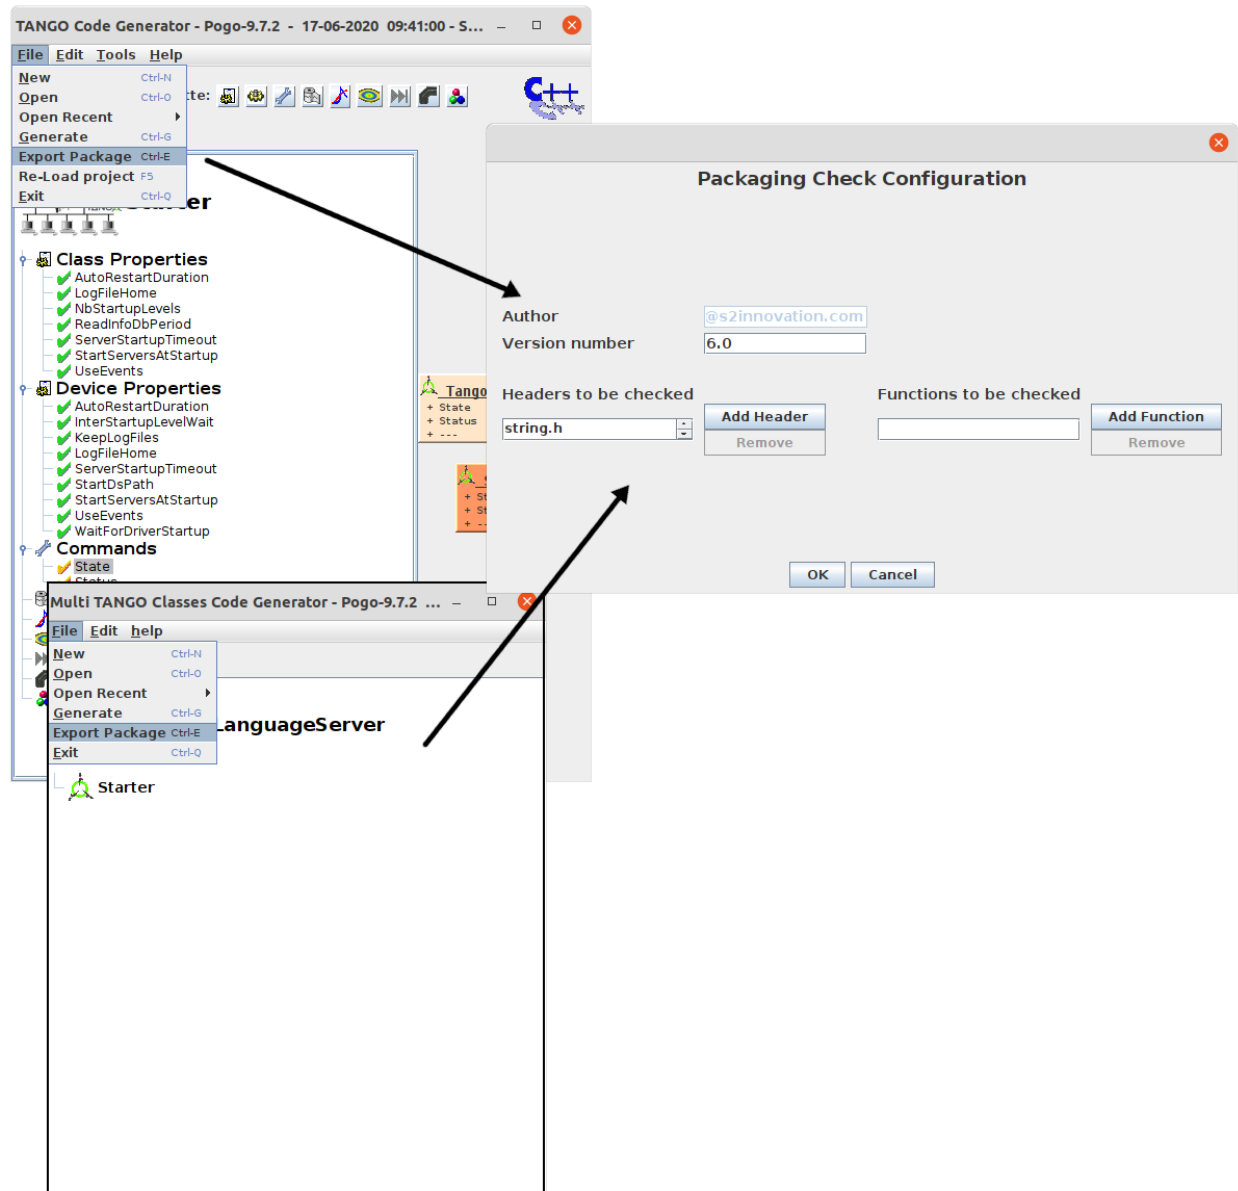 TANGO Code Generator - Pogo-9.7.2 - 17-06-2020 09:41:00 - S...
File Edit Tools Help
New Ctrl-N
Open Ctrl-O
Open Recent
Generate Ctrl-G
Export Package Ctrl-E
Re-Load project F5
Exit Ctrl-Q
te:
C++
Class Properties
AutoRestartDuration
LogFileHome
NbStartupLevels
ReadInfoDbPeriod
ServerStartupTimeout
StartServersAtStartup
UseEvents
Device Properties
AutoRestartDuration
InterStartupLevelWait
KeepLogFiles
LogFileHome
ServerStartupTimeout
StartDsPath
StartServersAtStartup
UseEvents
WaitForDriverStartup
Commands
State
Status
Tango
+ State
+ Status
+ ---
+ St
+ St
+ --
Packaging Check Configuration
Author @s2innovation.com
Version number 6.0
Headers to be checked
string.h
Add Header
Remove
Functions to be checked
Add Function
Remove
OK Cancel
Multi TANGO Classes Code Generator - Pogo-9.7.2 ...
File Edit help
New Ctrl-N
Open Ctrl-O
Open Recent
Generate Ctrl-G
Export Package Ctrl-E
Exit Ctrl-Q
LanguageServer
Starter